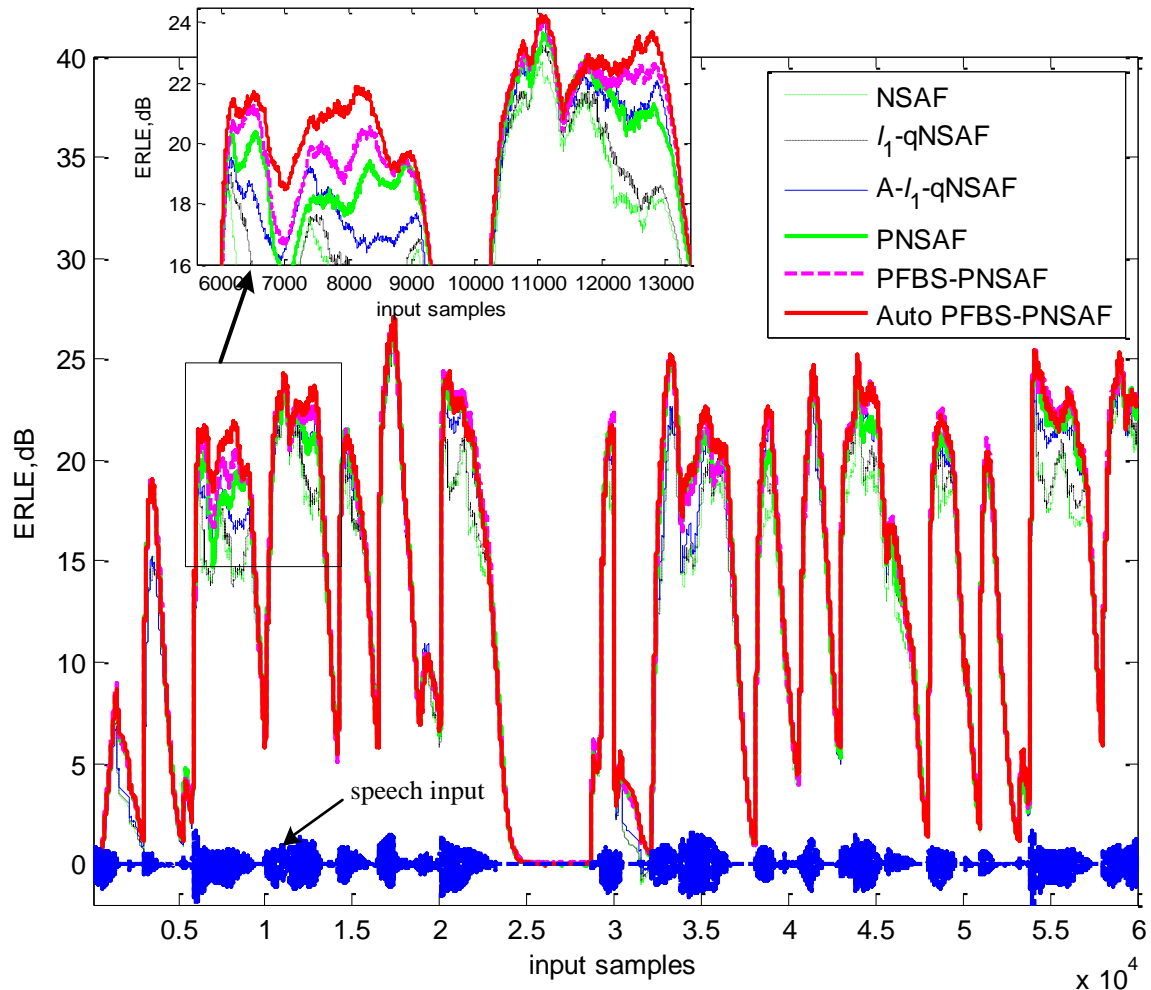 24
22
20
18
16
ERLE,dB
6000 7000 8000 9000 10000 11000 12000 13000
input samples
NSAF
l1-qNSAF
A-l1-qNSAF
PNSAF
PFBS-PNSAF
Auto PFBS-PNSAF
40
35
30
25
20
15
10
5
0
ERLE,dB
speech input
0.5 1 1.5 2 2.5 3 3.5 4 4.5 5 5.5 6
input samples
x 10^4